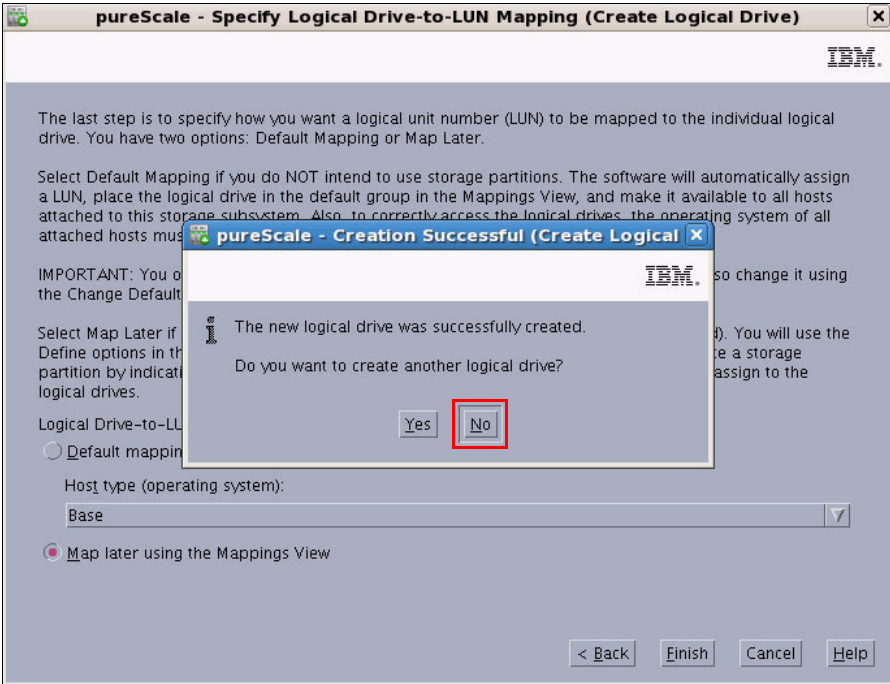 pureScale - Specify Logical Drive-to-LUN Mapping (Create Logical Drive)
IBM.
The last step is to specify how you want a logical unit number (LUN) to be mapped to the individual logical
drive. You have two options: Default Mapping or Map Later.
Select Default Mapping if you do NOT intend to use storage partitions. The software will automatically assign
a LUN, place the logical drive in the default group in the Mappings View, and make it available to all hosts
attached to this storage subsystem. Also, to correctly access the logical drives, the operating system of all
attached hosts mus
IMPORTANT: You o
so change it using
the Change Default
Select Map Later if
d). You will use the
Define options in th
te a storage
partition by indicati
assign to the
logical drives.
Logical Drive-to-LU
Default mappin
pureScale - Creation Successful (Create Logical
IBM.
The new logical drive was successfully created.
Do you want to create another logical drive?
Yes
No
Host type (operating system):
Base
Map later using the Mappings View
< Back
Finish
Cancel
Help